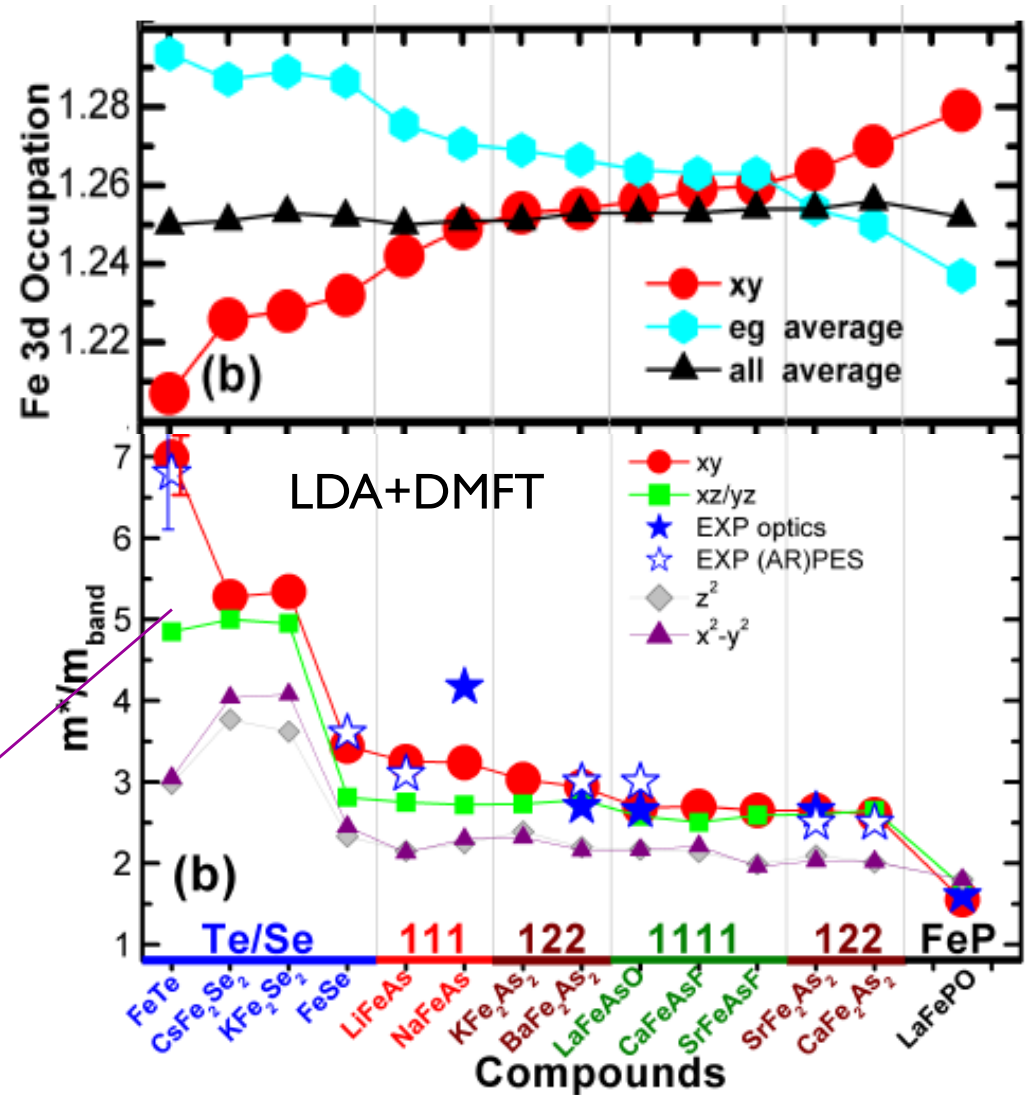 Fe 3d Occupation
1.28
1.26
1.24
1.22
(b)
xy
eg average
all average
m*/m_band
7
6
5
4
3
2
1
LDA+DMFT
xy
xz/yz
EXP optics
EXP (AR)PES
z²
x²-y²
(b)
Te/Se
111
122
1111
122
FeP
FeTe
CsFe₂Se₂
KFe₂Se₂
FeSe
LiFeAs
NaFeAs
KFe₂As₂
BaFe₂As₂
LaFeAsO
CaFeAsF
SrFeAsF
SrFe₂As₂
CaFe₂As₂
LaFePO
Compounds